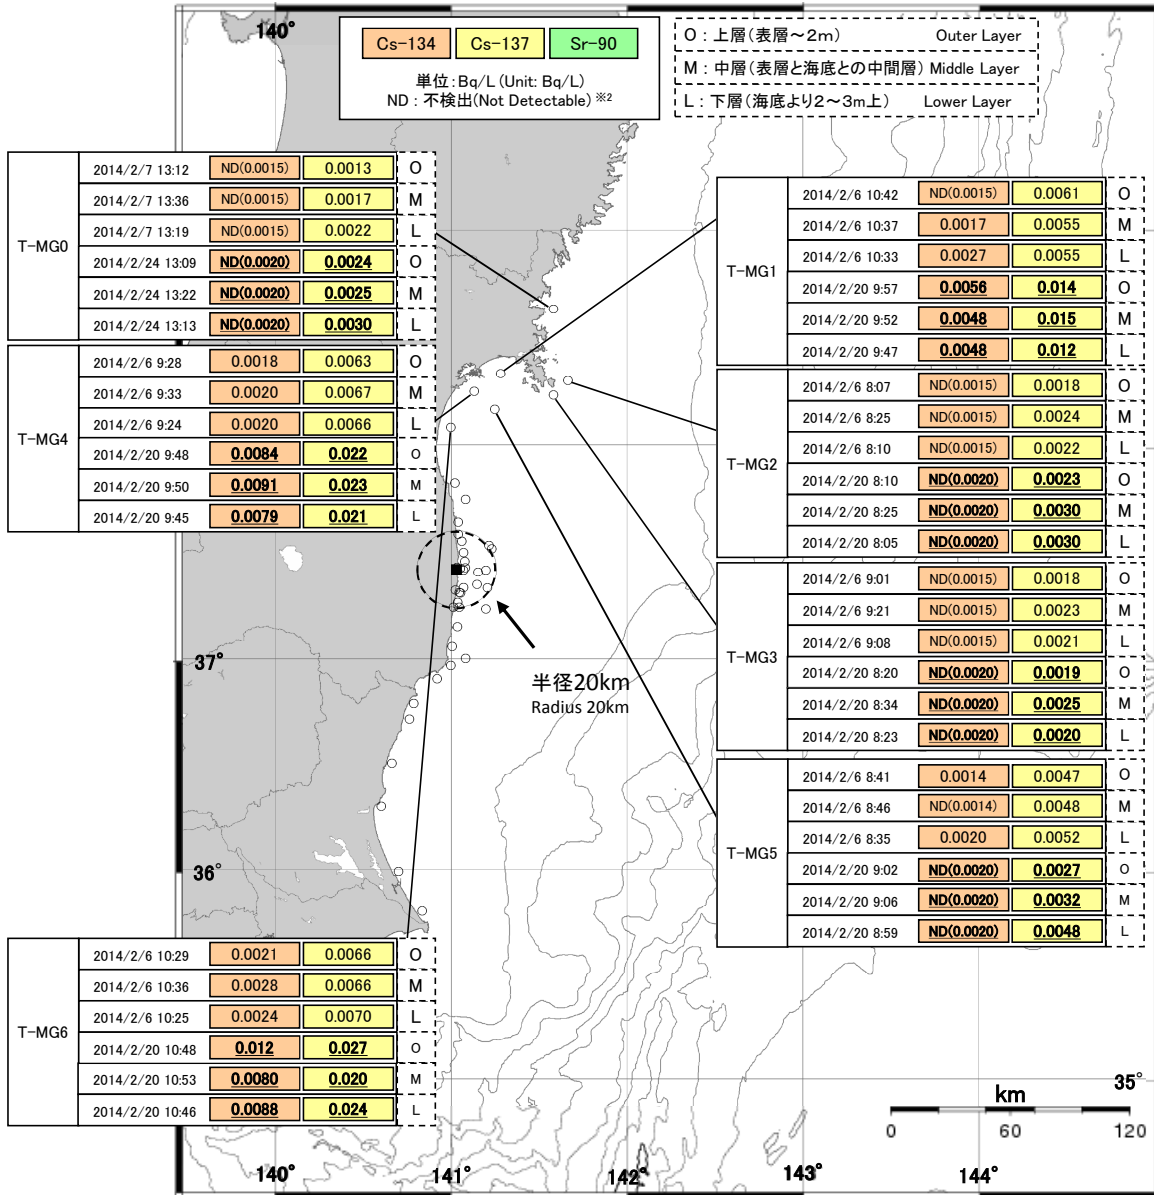 140°
Cs-134 Cs-137 Sr-90
単位:Bq/L (Unit: Bq/L)
ND : 不検出(Not Detectable) ※2
O : 上層(表層～2m) Outer Layer
M : 中層(表層と海底との中間層) Middle Layer
L : 下層(海底より2～3m上) Lower Layer
T-MG0
2014/2/7 13:12 ND(0.0015) 0.0013 O
2014/2/7 13:36 ND(0.0015) 0.0017 M
2014/2/7 13:19 ND(0.0015) 0.0022 L
2014/2/24 13:09 ND(0.0020) 0.0024 O
2014/2/24 13:22 ND(0.0020) 0.0025 M
2014/2/24 13:13 ND(0.0020) 0.0030 L
T-MG4
2014/2/6 9:28 0.0018 0.0063 O
2014/2/6 9:33 0.0020 0.0067 M
2014/2/6 9:24 0.0020 0.0066 L
2014/2/20 9:48 0.0084 0.022 O
2014/2/20 9:50 0.0091 0.023 M
2014/2/20 9:45 0.0079 0.021 L
T-MG1
2014/2/6 10:42 ND(0.0015) 0.0061 O
2014/2/6 10:37 0.0017 0.0055 M
2014/2/6 10:33 0.0027 0.0055 L
2014/2/20 9:57 0.0056 0.014 O
2014/2/20 9:52 0.0048 0.015 M
2014/2/20 9:47 0.0048 0.012 L
T-MG2
2014/2/6 8:07 ND(0.0015) 0.0018 O
2014/2/6 8:25 ND(0.0015) 0.0024 M
2014/2/6 8:10 ND(0.0015) 0.0022 L
2014/2/20 8:10 ND(0.0020) 0.0023 O
2014/2/20 8:25 ND(0.0020) 0.0030 M
2014/2/20 8:05 ND(0.0020) 0.0030 L
T-MG3
2014/2/6 9:01 ND(0.0015) 0.0018 O
2014/2/6 9:21 ND(0.0015) 0.0023 M
2014/2/6 9:08 ND(0.0015) 0.0021 L
2014/2/20 8:20 ND(0.0020) 0.0019 O
2014/2/20 8:34 ND(0.0020) 0.0025 M
2014/2/20 8:23 ND(0.0020) 0.0020 L
T-MG5
2014/2/6 8:41 0.0014 0.0047 O
2014/2/6 8:46 ND(0.0014) 0.0048 M
2014/2/6 8:35 0.0020 0.0052 L
2014/2/20 9:02 ND(0.0020) 0.0027 O
2014/2/20 9:06 ND(0.0020) 0.0032 M
2014/2/20 8:59 ND(0.0020) 0.0048 L
37°
半径20km
Radius 20km
36°
T-MG6
2014/2/6 10:29 0.0021 0.0066 O
2014/2/6 10:36 0.0028 0.0066 M
2014/2/6 10:25 0.0024 0.0070 L
2014/2/20 10:48 0.012 0.027 O
2014/2/20 10:53 0.0080 0.020 M
2014/2/20 10:46 0.0088 0.024 L
35°
km
0 60 120
140° 141° 142° 143° 144°